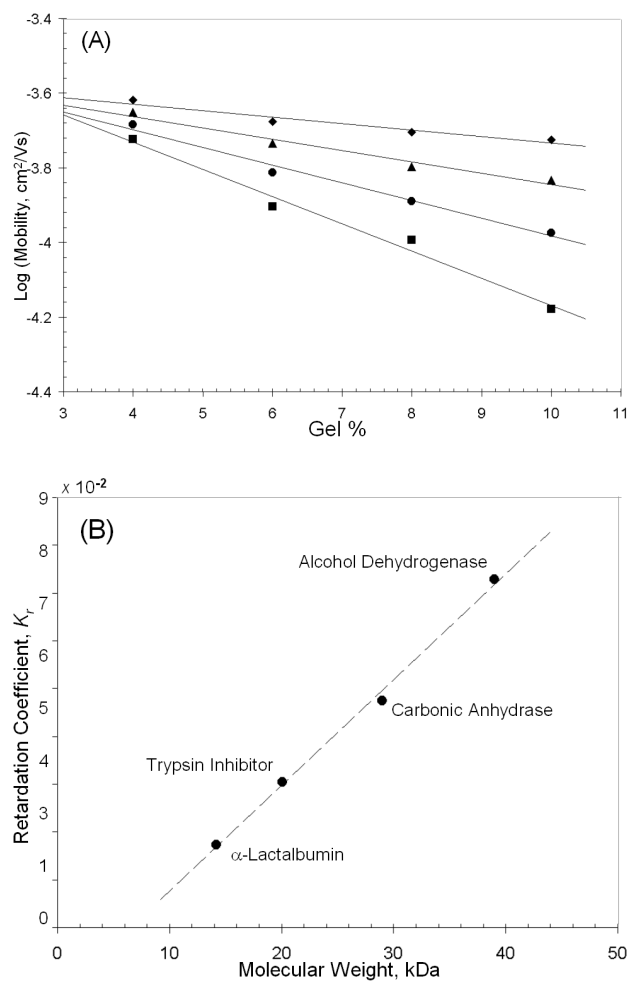 (A)
Log (Mobility, cm²/Vs)
-3.4
-3.6
-3.8
-4
-4.2
-4.4
3 4 5 6 7 8 9 10 11
Gel %
x 10⁻²
(B)
Retardation Coefficient, Kr
9
8
7
6
5
4
3
2
1
0
Alcohol Dehydrogenase
Carbonic Anhydrase
Trypsin Inhibitor
α-Lactalbumin
0 10 20 30 40 50
Molecular Weight, kDa